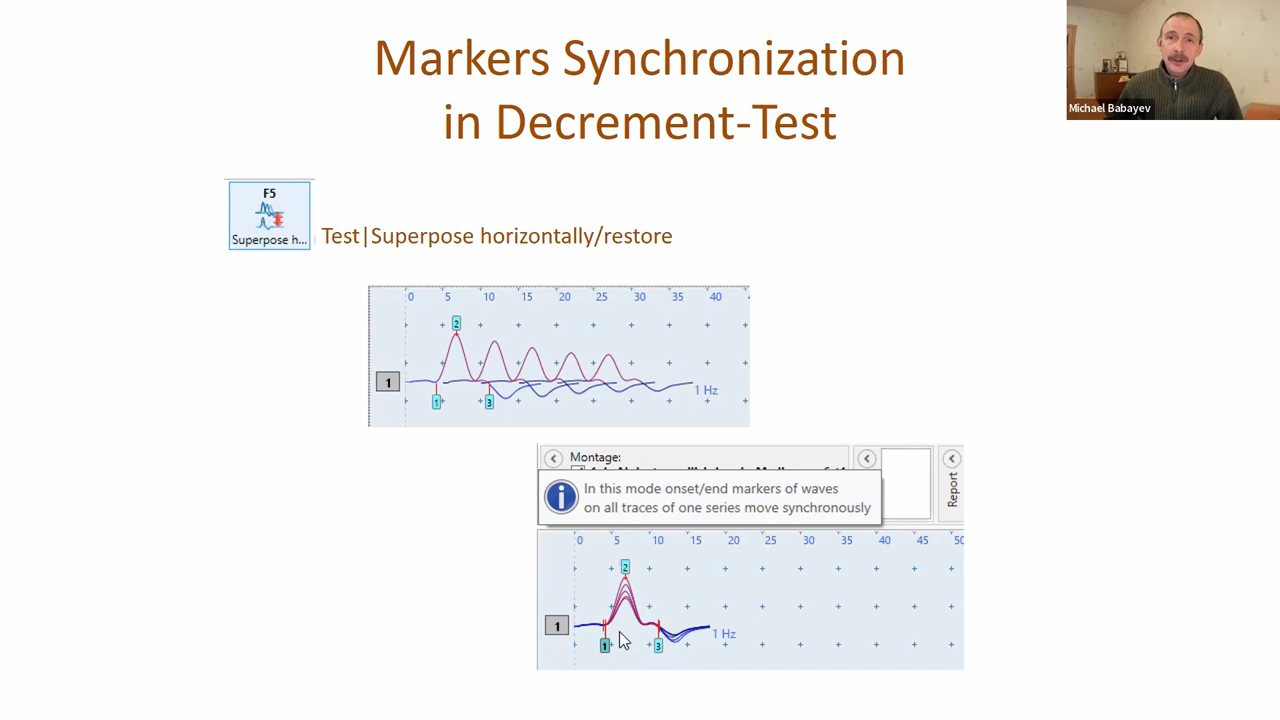 Markers Synchronization
in Decrement-Test
Michael Babayev
F5
Superpose h...
Test|Superpose horizontally/restore
0 5 10 15 20 25 30 35 40
2
1
1 Hz
1 3
Montage:
In this mode onset/end markers of waves
on all traces of one series move synchronously
Report
0 5 10 15 20 25 30 35 40 45 50
2
1
1 Hz
1 3